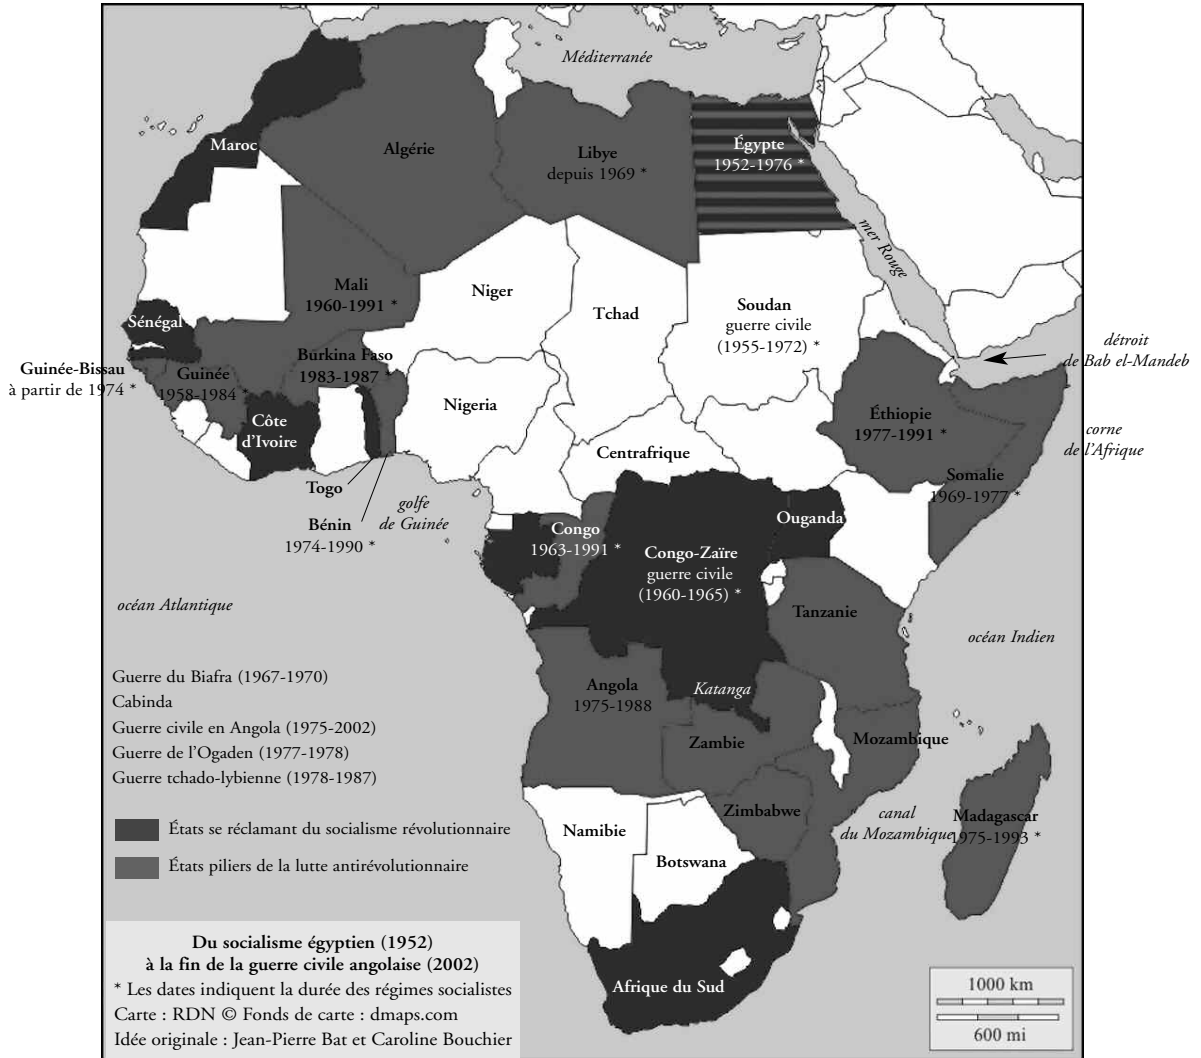 Méditerranée
Maroc
Algérie
Libye
depuis 1969 *
Égypte
1952-1976 *
mer Rouge
Mali
1960-1991 *
Niger
Tchad
Soudan
guerre civile
(1955-1972) *
Sénégal
détroit
de Bab el-Mandeb
Guinée-Bissau
à partir de 1974 *
Guinée
1958-1984 *
Burkina Faso
1983-1987 *
Nigeria
Éthiopie
1977-1991 *
Côte
d'Ivoire
corne
de l'Afrique
Centrafrique
Somalie
1969-1977 *
Togo
golfe
de Guinée
Bénin
1974-1990 *
Congo
1963-1991 *
Ouganda
Congo-Zaïre
guerre civile
(1960-1965) *
océan Atlantique
Tanzanie
océan Indien
Guerre du Biafra (1967-1970)
Cabinda
Guerre civile en Angola (1975-2002)
Guerre de l'Ogaden (1977-1978)
Guerre tchado-lybienne (1978-1987)
Angola
1975-1988
Katanga
Zambie
Mozambique
Zimbabwe
canal
du Mozambique
Madagascar
1975-1993 *
Namibie
Botswana
États se réclamant du socialisme révolutionnaire
États piliers de la lutte antirévolutionnaire
Afrique du Sud
Du socialisme égyptien (1952)
à la fin de la guerre civile angolaise (2002)
* Les dates indiquent la durée des régimes socialistes
Carte : RDN © Fonds de carte : dmaps.com
Idée originale : Jean-Pierre Bat et Caroline Bouchier
1000 km
600 mi